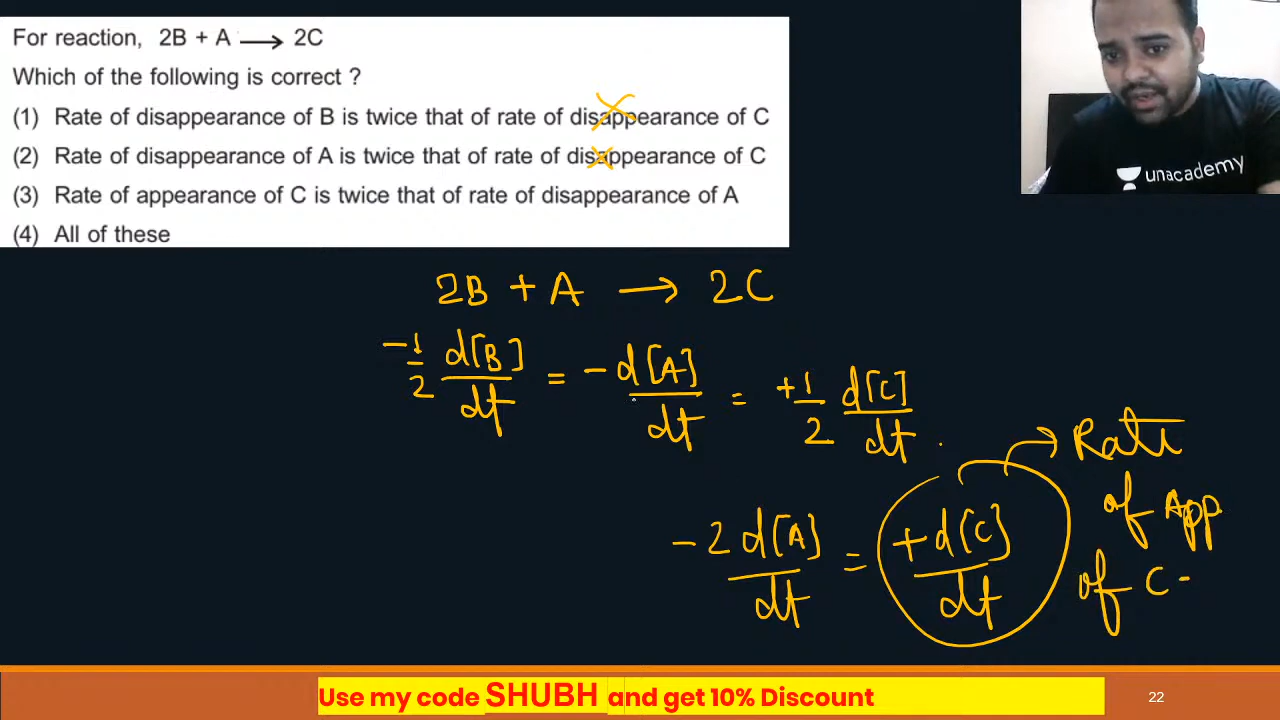 For reaction, 2B + A ⟶ 2C
Which of the following is correct ?
(1) Rate of disappearance of B is twice that of rate of disappearance of C
(2) Rate of disappearance of A is twice that of rate of disappearance of C
(3) Rate of appearance of C is twice that of rate of disappearance of A
(4) All of these
unacademy
2B + A ⟶ 2C
-1/2 d[B]/dt = -d[A]/dt = +1/2 d[C]/dt
-2 d[A]/dt = +d[C]/dt → Rate
of App.
of C -
Use my code SHUBH and get 10% Discount
22